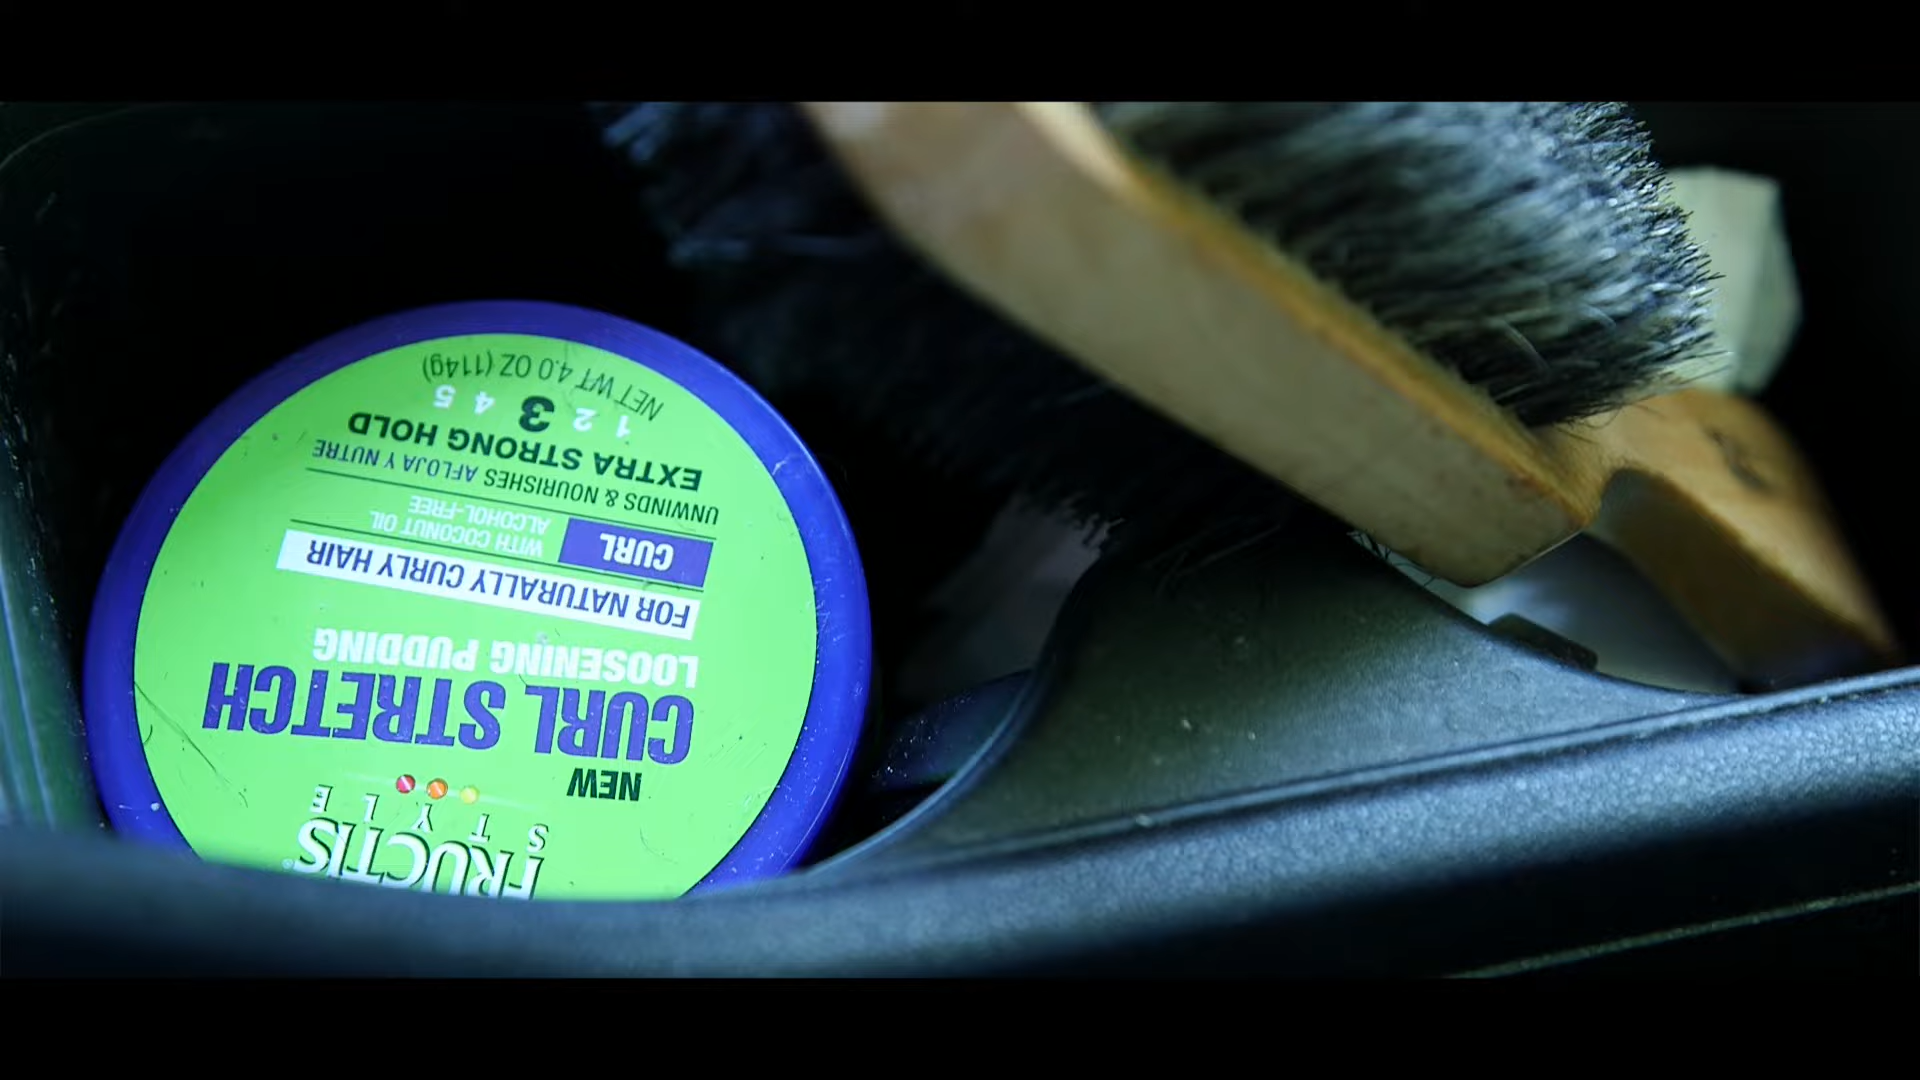 FRUCTIS
STYLE
NEW
CURL STRETCH
LOOSENING PUDDING
FOR NATURALLY CURLY HAIR
CURL
WITH COCONUT OIL
ALCOHOL-FREE
UNWINDS & NOURISHES AFLOJA Y NUTRE
EXTRA STRONG HOLD
1 2 3 4 5
NET WT 4.0 OZ (114g)